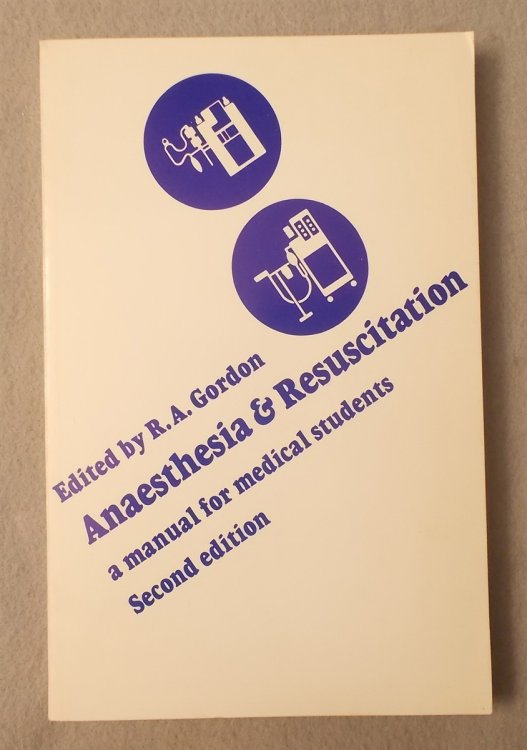 Edited by R. A. Gordon
Anaesthesia & Resuscitation
a manual for medical students
Second edition